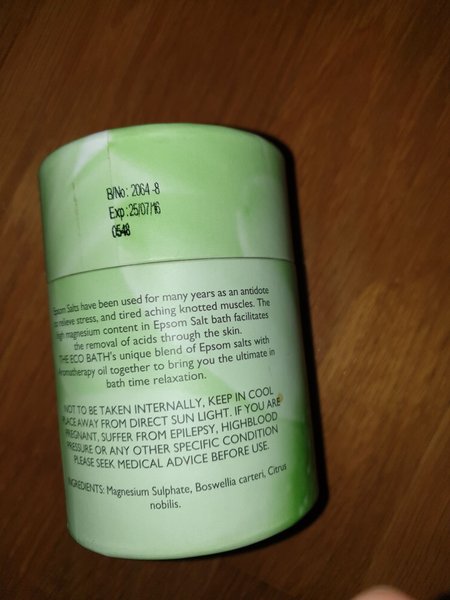 B/No: 2064-8
Exp: 25/07/16
0548
Epsom Salts have been used for many years as an antidote
to relieve stress, and tired aching knotted muscles. The
high magnesium content in Epsom Salt bath facilitates
the removal of acids through the skin.
THE ECO BATH's unique blend of Epsom salts with
Aromatherapy oil together to bring you the ultimate in
bath time relaxation.
NOT TO BE TAKEN INTERNALLY, KEEP IN COOL
PLACE AWAY FROM DIRECT SUN LIGHT. IF YOU ARE
PREGNANT, SUFFER FROM EPILEPSY, HIGHBLOOD
PRESSURE OR ANY OTHER SPECIFIC CONDITION
PLEASE SEEK MEDICAL ADVICE BEFORE USE.
INGREDIENTS: Magnesium Sulphate, Boswellia carteri, Citrus
nobilis.